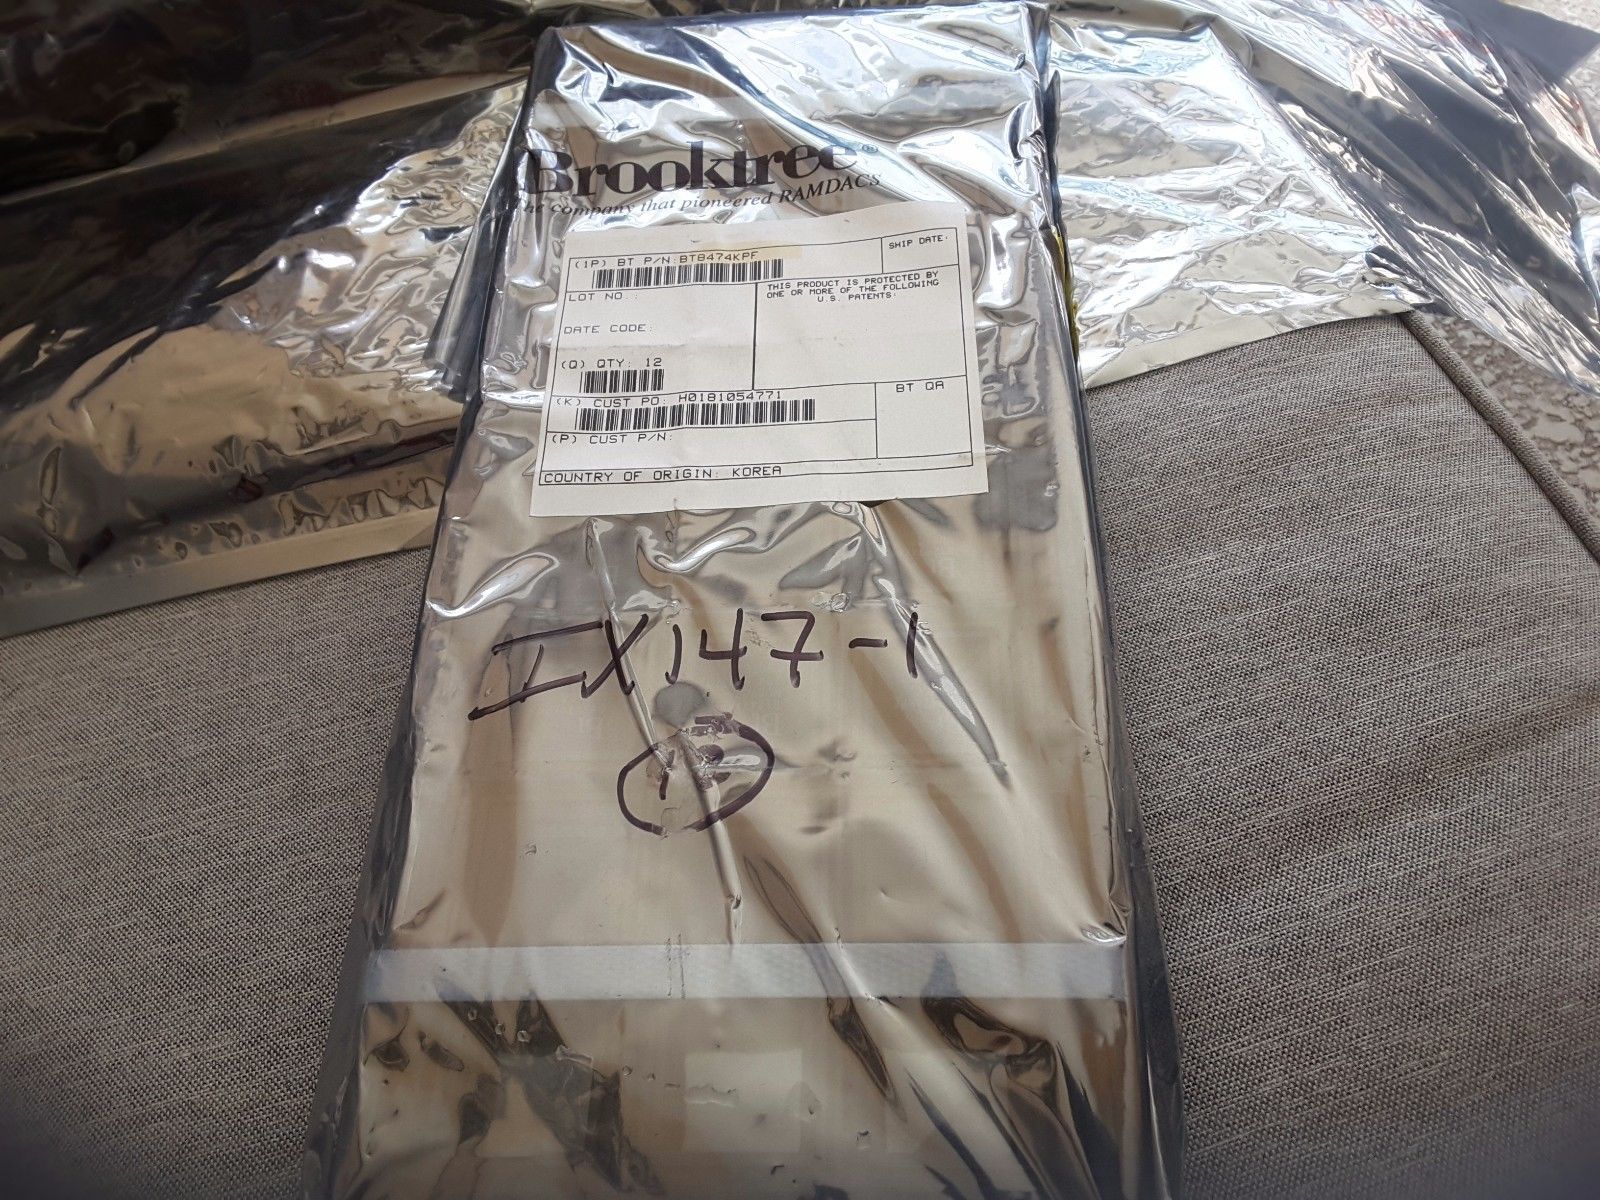 Brooktree®
The company that pioneered RAMDACS
(1P) BT P/N:BT8474KPF
SHIP DATE:
LOT NO.:
THIS PRODUCT IS PROTECTED BY
ONE OR MORE OF THE FOLLOWING
U.S. PATENTS:
DATE CODE:
(Q) QTY: 12
(K) CUST PO: H0181054771
BT QA
(P) CUST P/N:
COUNTRY OF ORIGIN: KOREA
IX147-1